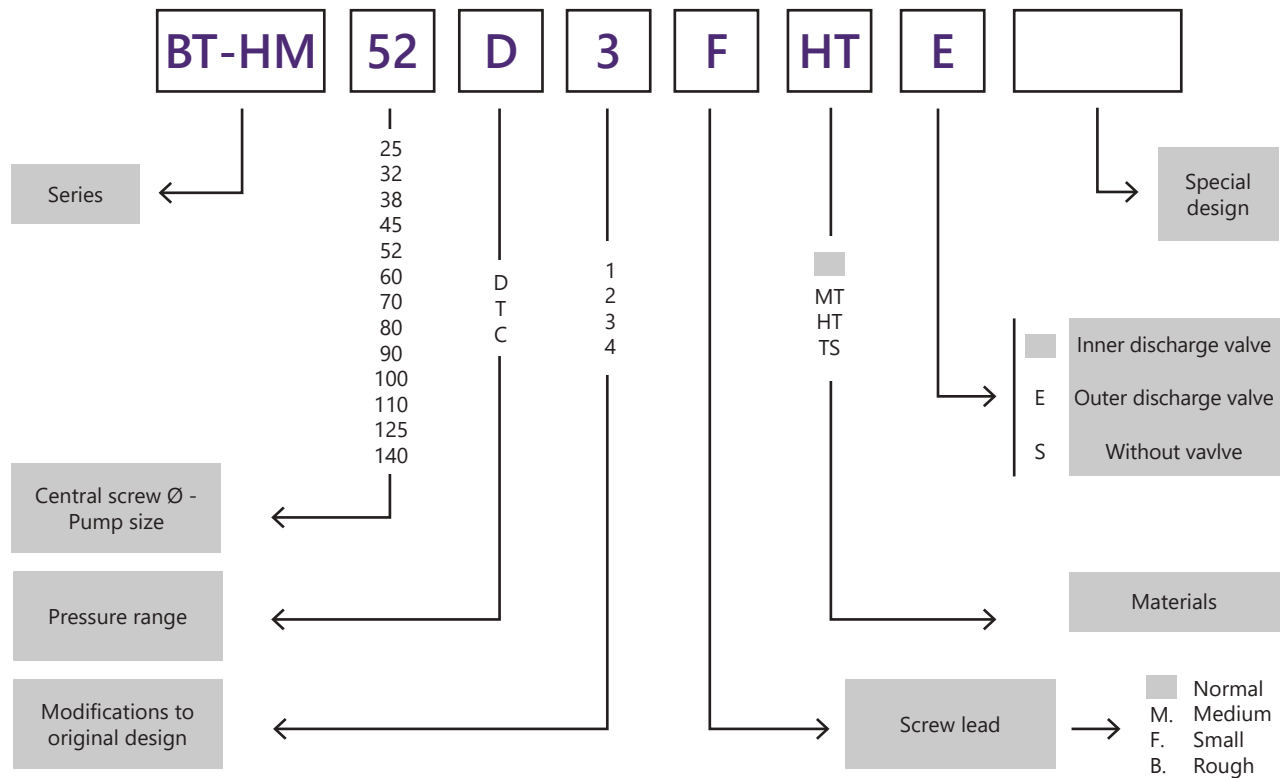 BT-HM 52 D 3 F HT E
25
32
38
45
52
60
70
80
90
100
110
125
140
D
T
C
1
2
3
4
MT
HT
TS
Series
Special
design
Inner discharge valve
E Outer discharge valve
S Without vavlve
Central screw Ø -
Pump size
Pressure range
Materials
Modifications to
original design
Screw lead
Normal
M. Medium
F. Small
B. Rough